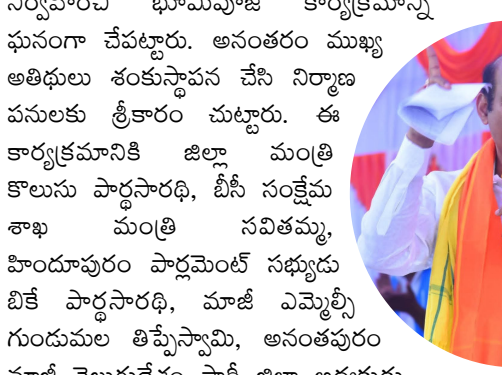 ఘనంగా చేపట్టారు. అనంతరం ముఖ్య
అతిథులు శంకుస్థాపన చేసి నిర్మాణ
పనులకు శ్రీకారం చుట్టారు. ఈ
కార్యక్రమానికి జిల్లా మంత్రి
కొలుసు పార్థసారథి, బీసీ సంక్షేమ
శాఖ మంత్రి సవితమ్మ,
హిందూపురం పార్లమెంట్ సభ్యుడు
బికే పార్థసారథి, మాజీ ఎమ్మెల్సీ
గుండుమల తిప్పేస్వామి, అనంతపురం